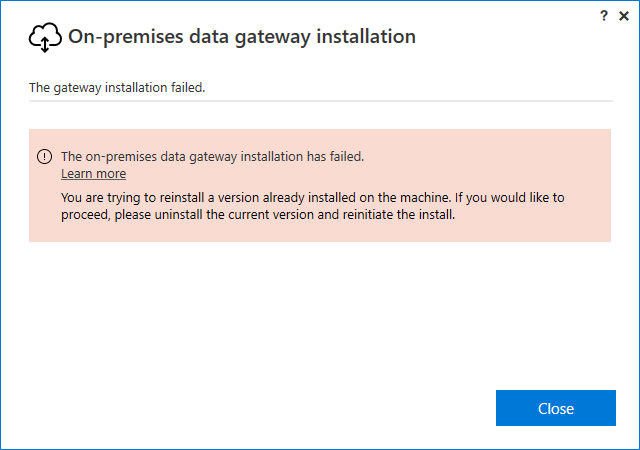 ? ×
On-premises data gateway installation
The gateway installation failed.
The on-premises data gateway installation has failed.
Learn more
You are trying to reinstall a version already installed on the machine. If you would like to
proceed, please uninstall the current version and reinitiate the install.
Close